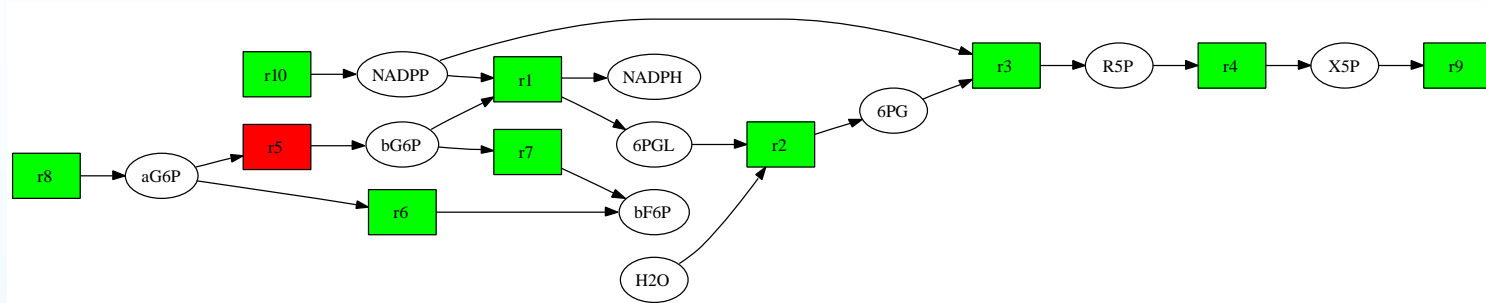 r10
NADPP
r1
NADPH
r3
R5P
r4
X5P
r9
6PG
r5
bG6P
r7
6PGL
r2
r8
aG6P
r6
bF6P
H2O